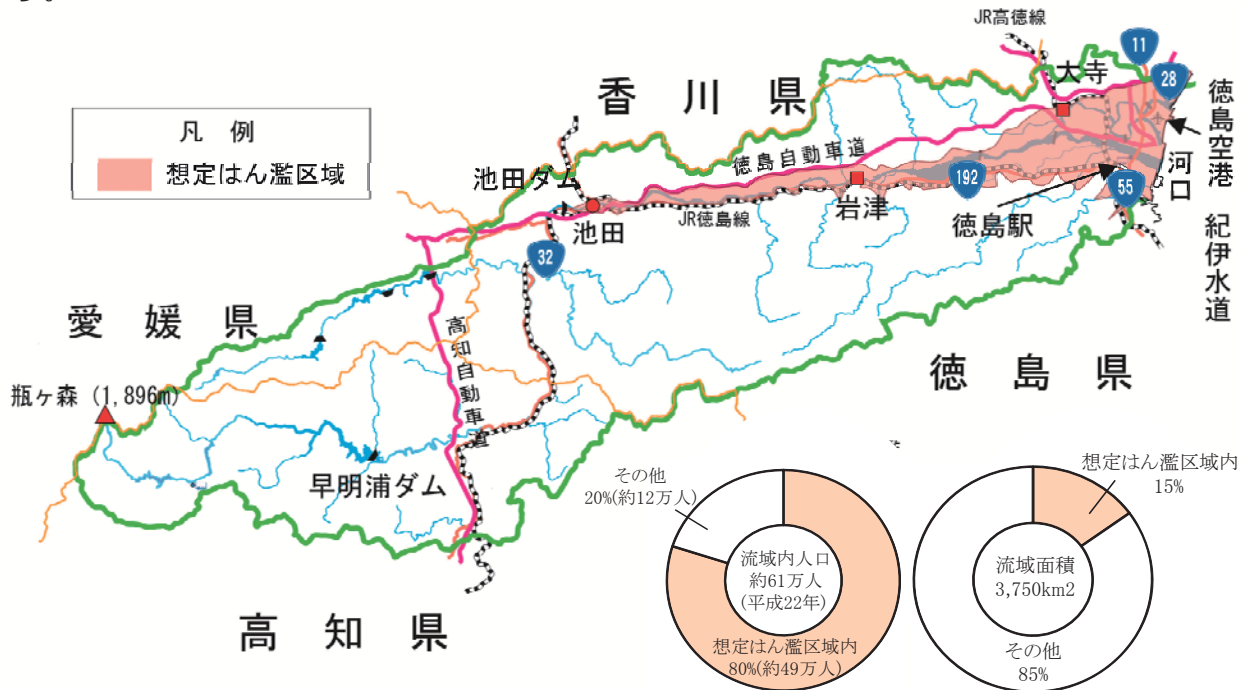 す。
JR高徳線
11
大寺
28
香川県
徳島空港
凡 例
想定はん濫区域
徳島自動車道
池田ダム
河口
192
55
岩津
JR徳島線
池田
徳島駅
紀伊水道
32
愛媛県
高知自動車道
徳島県
瓶ヶ森 (1,896m)
早明浦ダム
高知県
その他
20%(約12万人)
流域内人口
約61万人
(平成22年)
想定はん濫区域内
80%(約49万人)
想定はん濫区域内
15%
流域面積
3,750km2
その他
85%